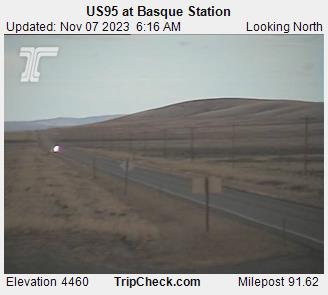 US95 at Basque Station
Updated: Nov 07 2023 6:16 AM Looking North
Elevation 4460 TripCheck.com Milepost 91.62